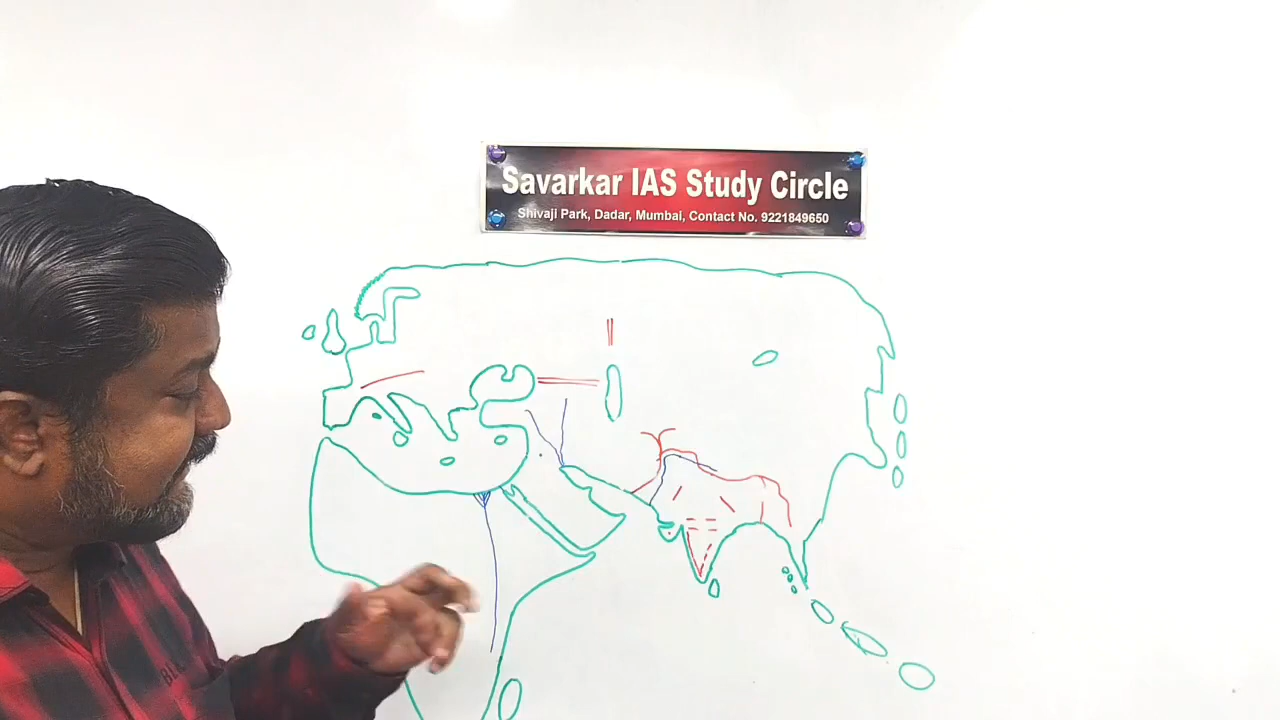 Savarkar IAS Study Circle
Shivaji Park, Dadar, Mumbai, Contact No. 9221849650